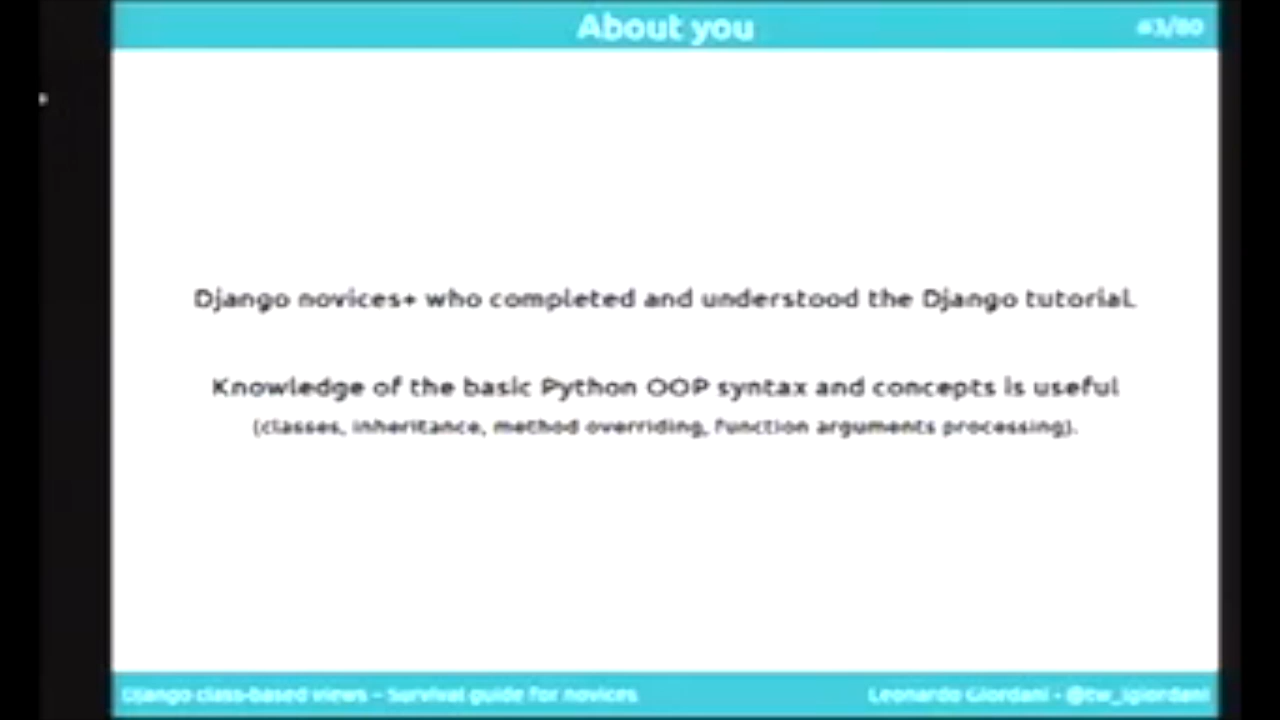 About you
#3/80
Django novices+ who completed and understood the Django tutorial.
Knowledge of the basic Python OOP syntax and concepts is useful
(classes, inheritance, method overriding, function arguments processing).
Django class-based views - Survival guide for novices
Leonardo Giordani - @tw_lgiordani